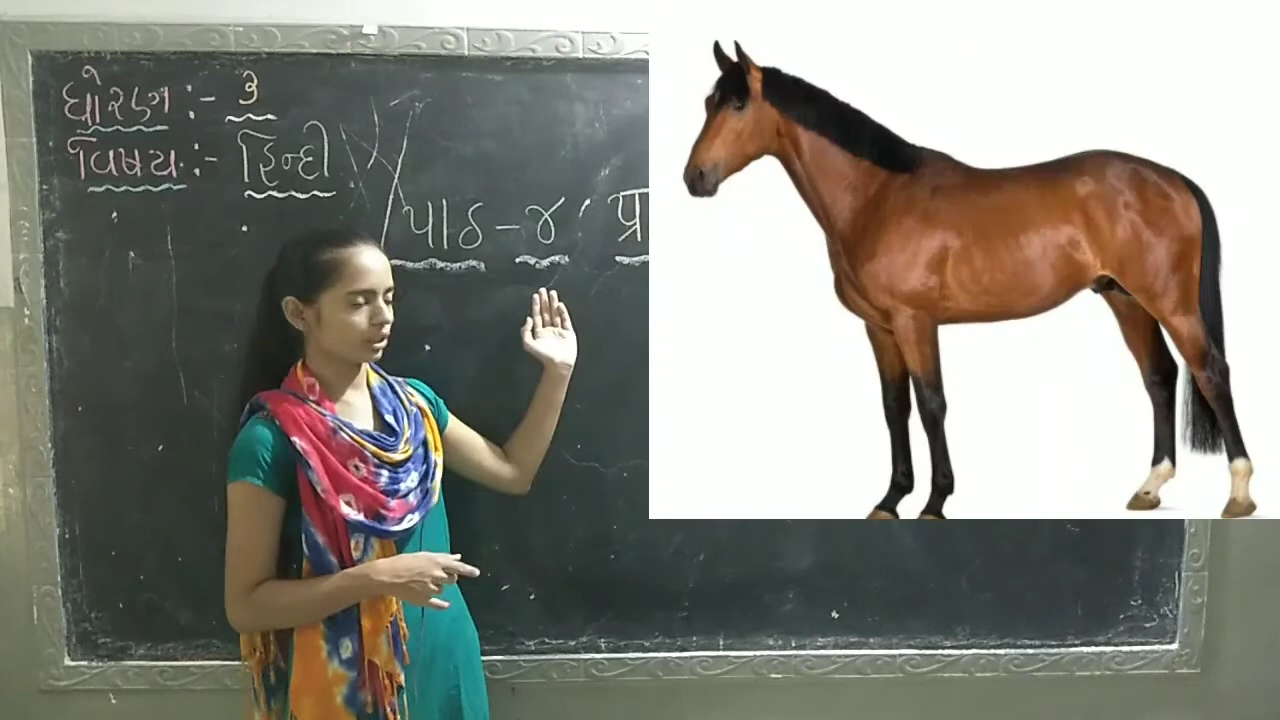 ધોરણ :- ૩
વિષય :- હિન્દી
પાઠ - ૪